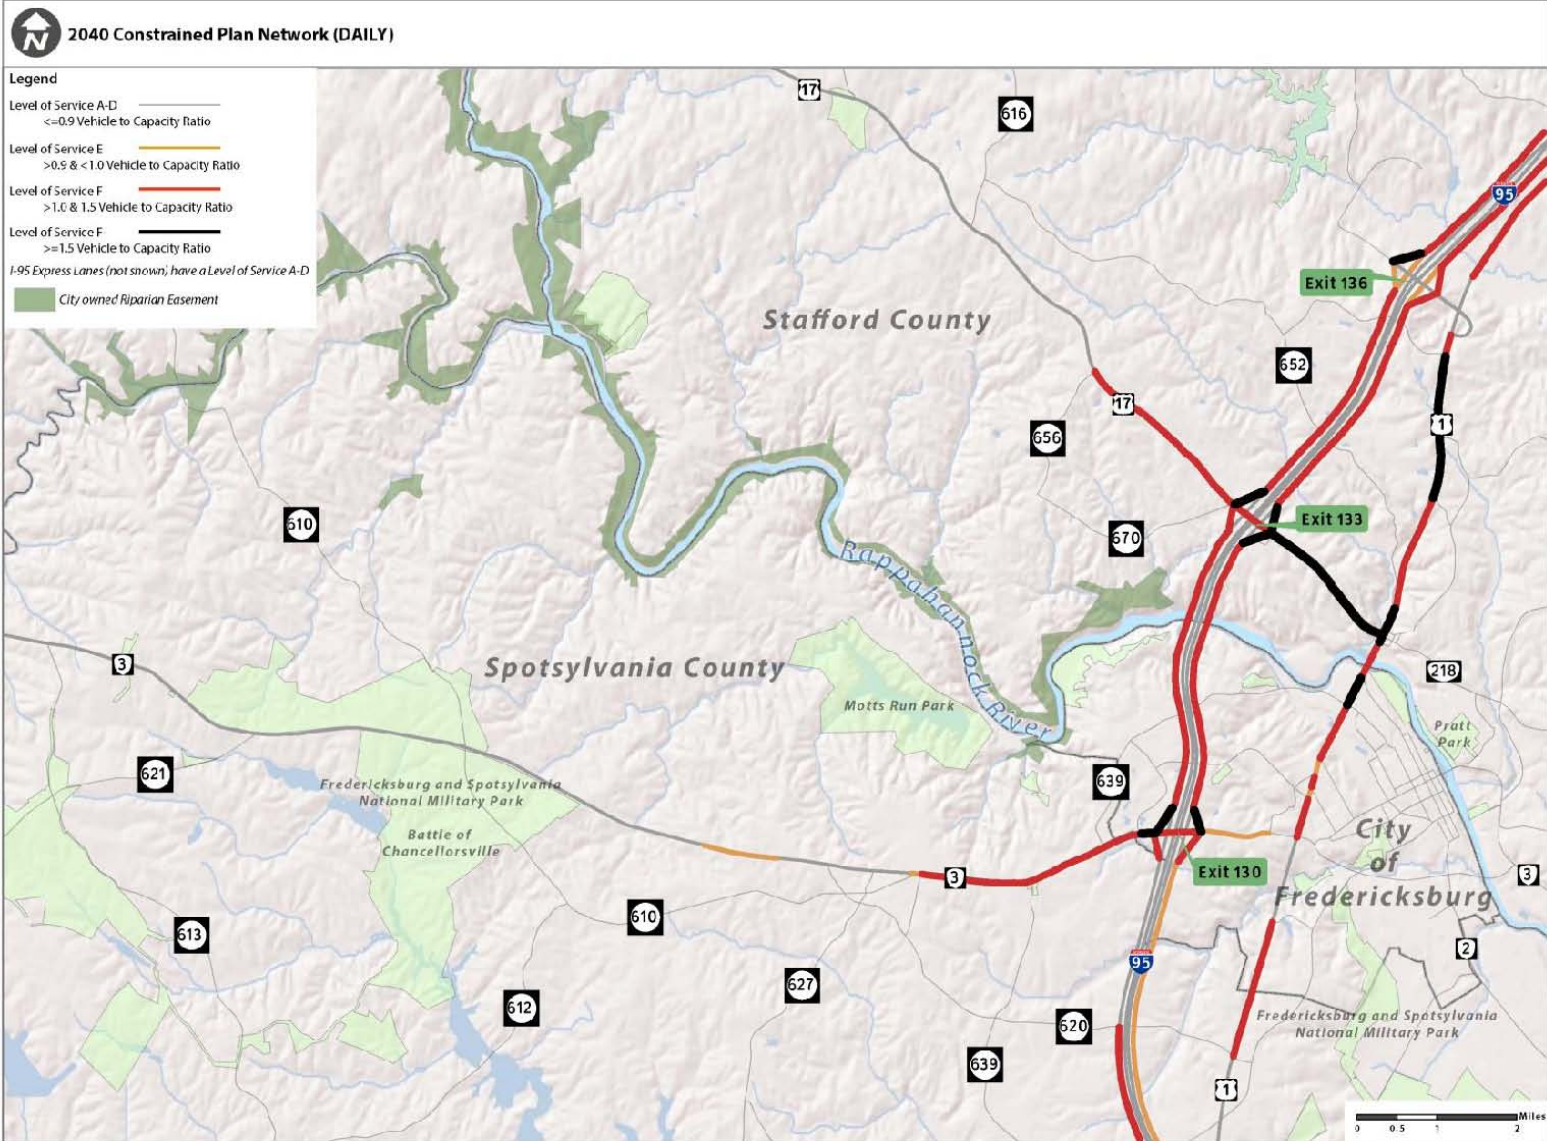 N
2040 Constrained Plan Network (DAILY)
Legend
Level of Service A-D
<=0.9 Vehicle to Capacity Ratio
Level of Service E
>0.9 & <1.0 Vehicle to Capacity Ratio
Level of Service F
>1.0 & 1.5 Vehicle to Capacity Ratio
Level of Service F
>=1.5 Vehicle to Capacity Ratio
I-95 Express Lanes (not shown) have a Level of Service A-D
City owned Riparian Easement
17
616
95
Exit 136
Stafford County
652
17
1
656
610
Exit 133
670
Rappahannock River
3
Spotsylvania County
218
Motts Run Park
Pratt
Park
621
639
Fredericksburg and Spotsylvania
National Military Park
Battle of
Chancellorsville
City
of
Fredericksburg
Exit 130
3
3
610
613
2
95
627
612
620
Fredericksburg and Spotsylvania
National Military Park
639
1
Miles
0 0.5 1 2